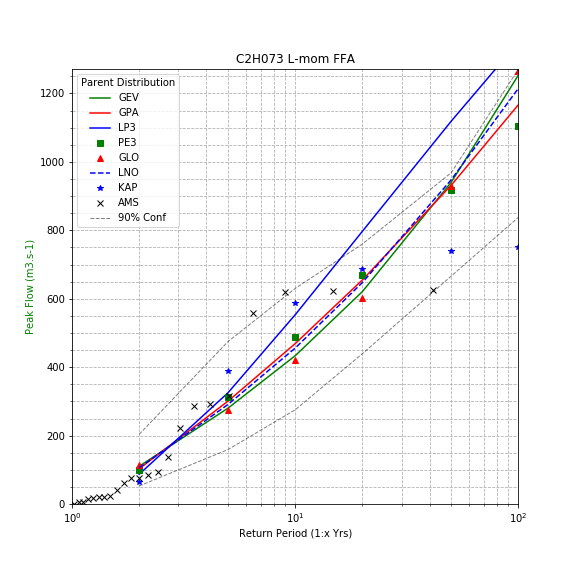 C2H073 L-mom FFA
Parent Distribution
GEV
GPA
LP3
PE3
GLO
LNO
KAP
AMS
90% Conf
Peak Flow (m3.s-1)
1200
1000
800
600
400
200
0
10^0
10^1
10^2
Return Period (1:x Yrs)